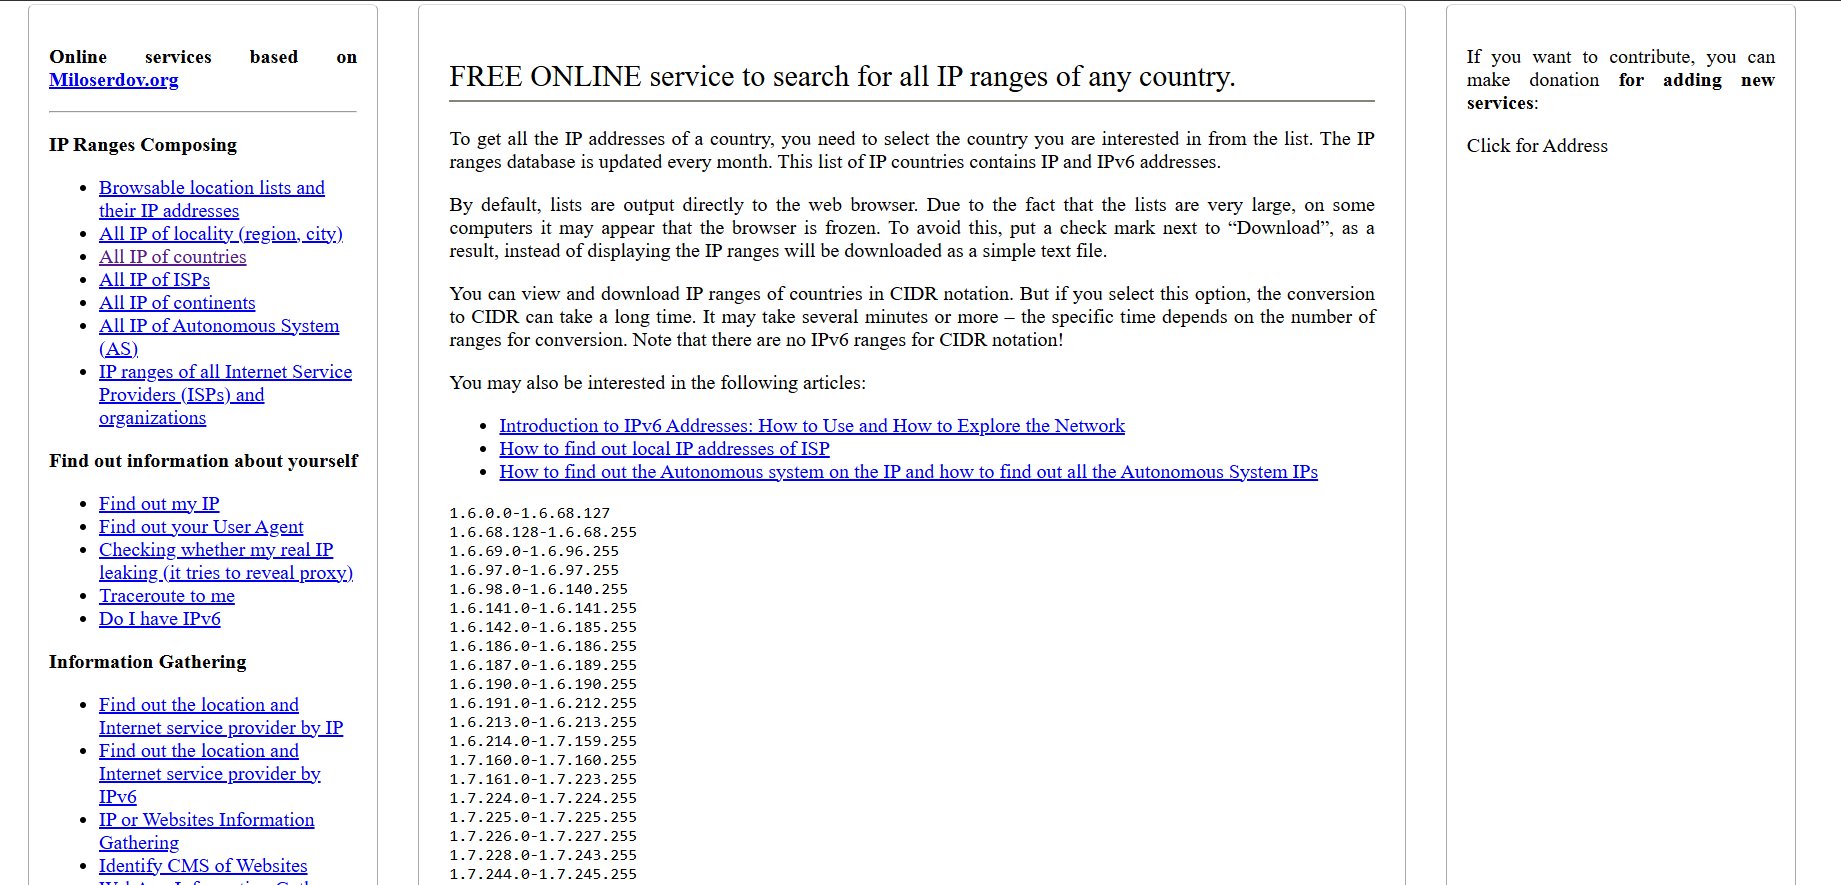 Online services based on
Miloserdov.org
IP Ranges Composing
Browsable location lists and
their IP addresses
All IP of locality (region, city)
All IP of countries
All IP of ISPs
All IP of continents
All IP of Autonomous System
(AS)
IP ranges of all Internet Service
Providers (ISPs) and
organizations
Find out information about yourself
Find out my IP
Find out your User Agent
Checking whether my real IP
leaking (it tries to reveal proxy)
Traceroute to me
Do I have IPv6
Information Gathering
Find out the location and
Internet service provider by IP
Find out the location and
Internet service provider by
IPv6
IP or Websites Information
Gathering
Identify CMS of Websites
FREE ONLINE service to search for all IP ranges of any country.
To get all the IP addresses of a country, you need to select the country you are interested in from the list. The IP
ranges database is updated every month. This list of IP countries contains IP and IPv6 addresses.
By default, lists are output directly to the web browser. Due to the fact that the lists are very large, on some
computers it may appear that the browser is frozen. To avoid this, put a check mark next to “Download”, as a
result, instead of displaying the IP ranges will be downloaded as a simple text file.
You can view and download IP ranges of countries in CIDR notation. But if you select this option, the conversion
to CIDR can take a long time. It may take several minutes or more – the specific time depends on the number of
ranges for conversion. Note that there are no IPv6 ranges for CIDR notation!
You may also be interested in the following articles:
Introduction to IPv6 Addresses: How to Use and How to Explore the Network
How to find out local IP addresses of ISP
How to find out the Autonomous system on the IP and how to find out all the Autonomous System IPs
1.6.0.0-1.6.68.127
1.6.68.128-1.6.68.255
1.6.69.0-1.6.96.255
1.6.97.0-1.6.97.255
1.6.98.0-1.6.140.255
1.6.141.0-1.6.141.255
1.6.142.0-1.6.185.255
1.6.186.0-1.6.186.255
1.6.187.0-1.6.189.255
1.6.190.0-1.6.190.255
1.6.191.0-1.6.212.255
1.6.213.0-1.6.213.255
1.6.214.0-1.7.159.255
1.7.160.0-1.7.160.255
1.7.161.0-1.7.223.255
1.7.224.0-1.7.224.255
1.7.225.0-1.7.225.255
1.7.226.0-1.7.227.255
1.7.228.0-1.7.243.255
1.7.244.0-1.7.245.255
If you want to contribute, you can
make donation for adding new
services:
Click for Address